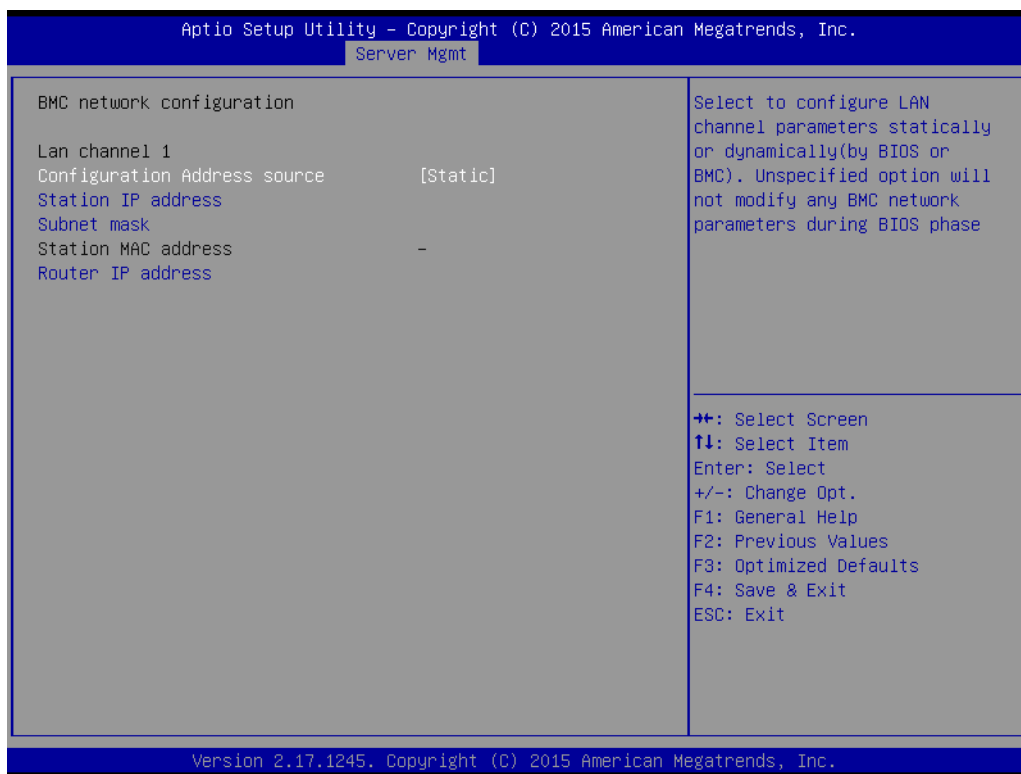 Aptio Setup Utility – Copyright (C) 2015 American Megatrends, Inc.
Server Mgmt
BMC network configuration
Lan channel 1
Configuration Address source [Static]
Station IP address
Subnet mask
Station MAC address –
Router IP address
Select to configure LAN
channel parameters statically
or dynamically(by BIOS or
BMC). Unspecified option will
not modify any BMC network
parameters during BIOS phase
→←: Select Screen
↑↓: Select Item
Enter: Select
+/-: Change Opt.
F1: General Help
F2: Previous Values
F3: Optimized Defaults
F4: Save & Exit
ESC: Exit
Version 2.17.1245. Copyright (C) 2015 American Megatrends, Inc.